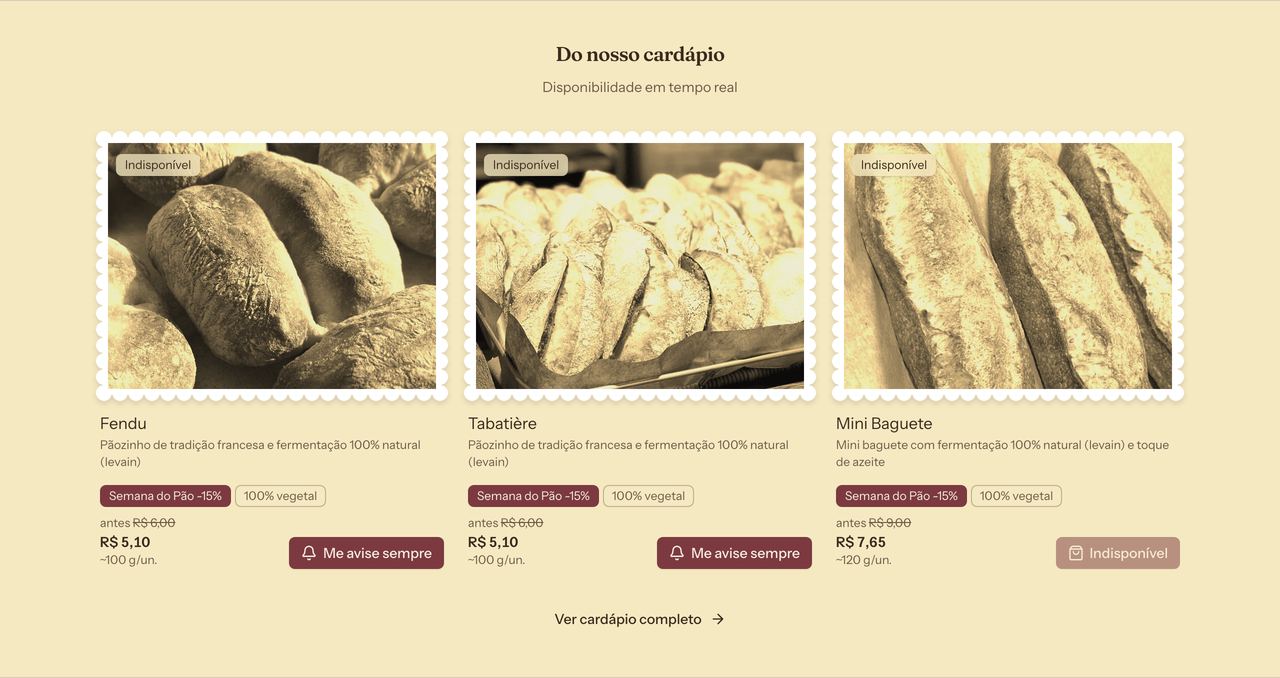 Do nosso cardápio
Disponibilidade em tempo real
Indisponível
Indisponível
Indisponível
Fendu
Pãozinho de tradição francesa e fermentação 100% natural
(levain)
Semana do Pão -15%
100% vegetal
antes R$ 6,00
R$ 5,10
~100 g/un.
Me avise sempre
Tabatière
Pãozinho de tradição francesa e fermentação 100% natural
(levain)
Semana do Pão -15%
100% vegetal
antes R$ 6,00
R$ 5,10
~100 g/un.
Me avise sempre
Mini Baguete
Mini baguete com fermentação 100% natural (levain) e toque
de azeite
Semana do Pão -15%
100% vegetal
antes R$ 9,00
R$ 7,65
~120 g/un.
Indisponível
Ver cardápio completo